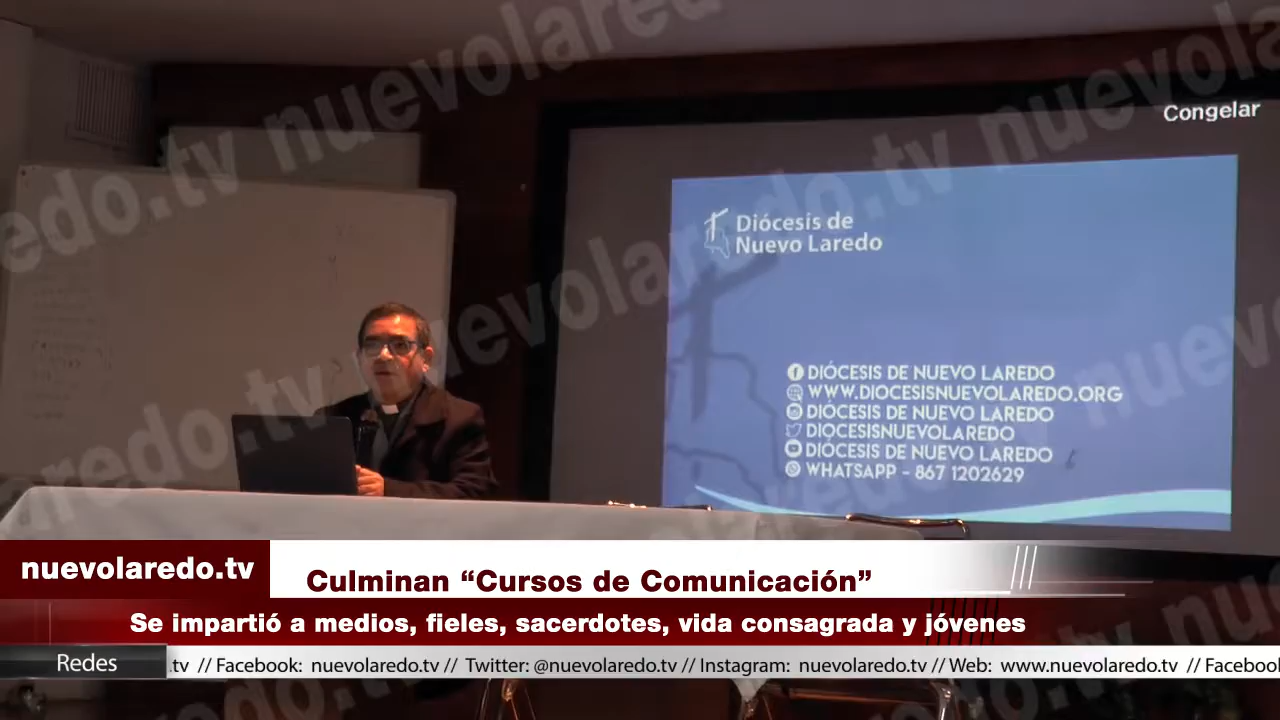 Congelar
Diócesis de
Nuevo Laredo
DIÓCESIS DE NUEVO LAREDO
WWW.DIOCESISNUEVOLAREDO.ORG
DIÓCESIS DE NUEVO LAREDO
DIOCESISNUEVOLAREDO
DIÓCESIS DE NUEVO LAREDO
WHATSAPP - 867 1202629
nuevolaredo.tv
Culminan “Cursos de Comunicación”
Se impartió a medios, fieles, sacerdotes, vida consagrada y jóvenes
Redes
.tv // Facebook: nuevolaredo.tv // Twitter: @nuevolaredo.tv // Instagram: nuevolaredo.tv // Web: www.nuevolaredo.tv // Facebook